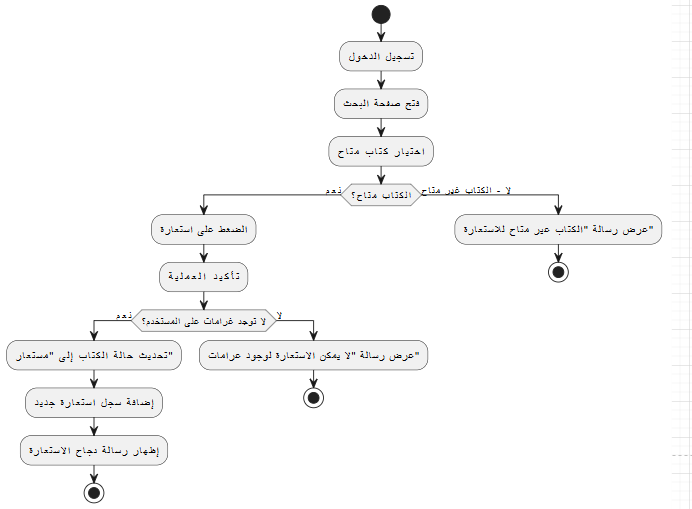 تسجيل الدخول
فتح صفحة البحث
اختيار كتاب متاح
الكتاب متاح؟
نعم
لا - الكتاب غير متاح
الضغط على استعارة
عرض رسالة "الكتاب غير متاح للاستعارة"
تأكيد العملية
لا توجد غرامات على المستخدم؟
نعم
لا
تحديث حالة الكتاب إلى "مستعار"
عرض رسالة "لا يمكن الاستعارة لوجود غرامات"
إضافة سجل استعارة جديد
إظهار رسالة نجاح الاستعارة